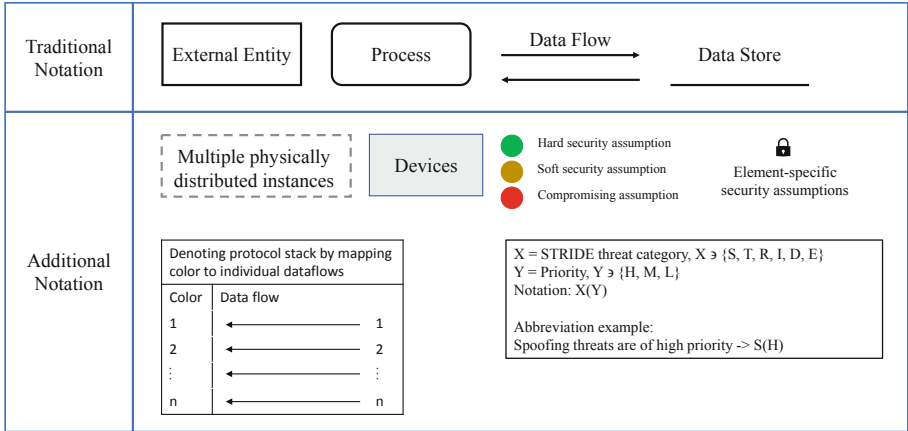 Traditional
Notation
External Entity
Process
Data Flow
Data Store
Additional
Notation
Multiple physically
distributed instances
Devices
Hard security assumption
Soft security assumption
Compromising assumption
Element-specific
security assumptions
Denoting protocol stack by mapping
color to individual dataflows
Color Data flow
1 1
2 2
⋮ ⋮
n n
X = STRIDE threat category, X ∍ {S, T, R, I, D, E}
Y = Priority, Y ∍ {H, M, L}
Notation: X(Y)
Abbreviation example:
Spoofing threats are of high priority -> S(H)